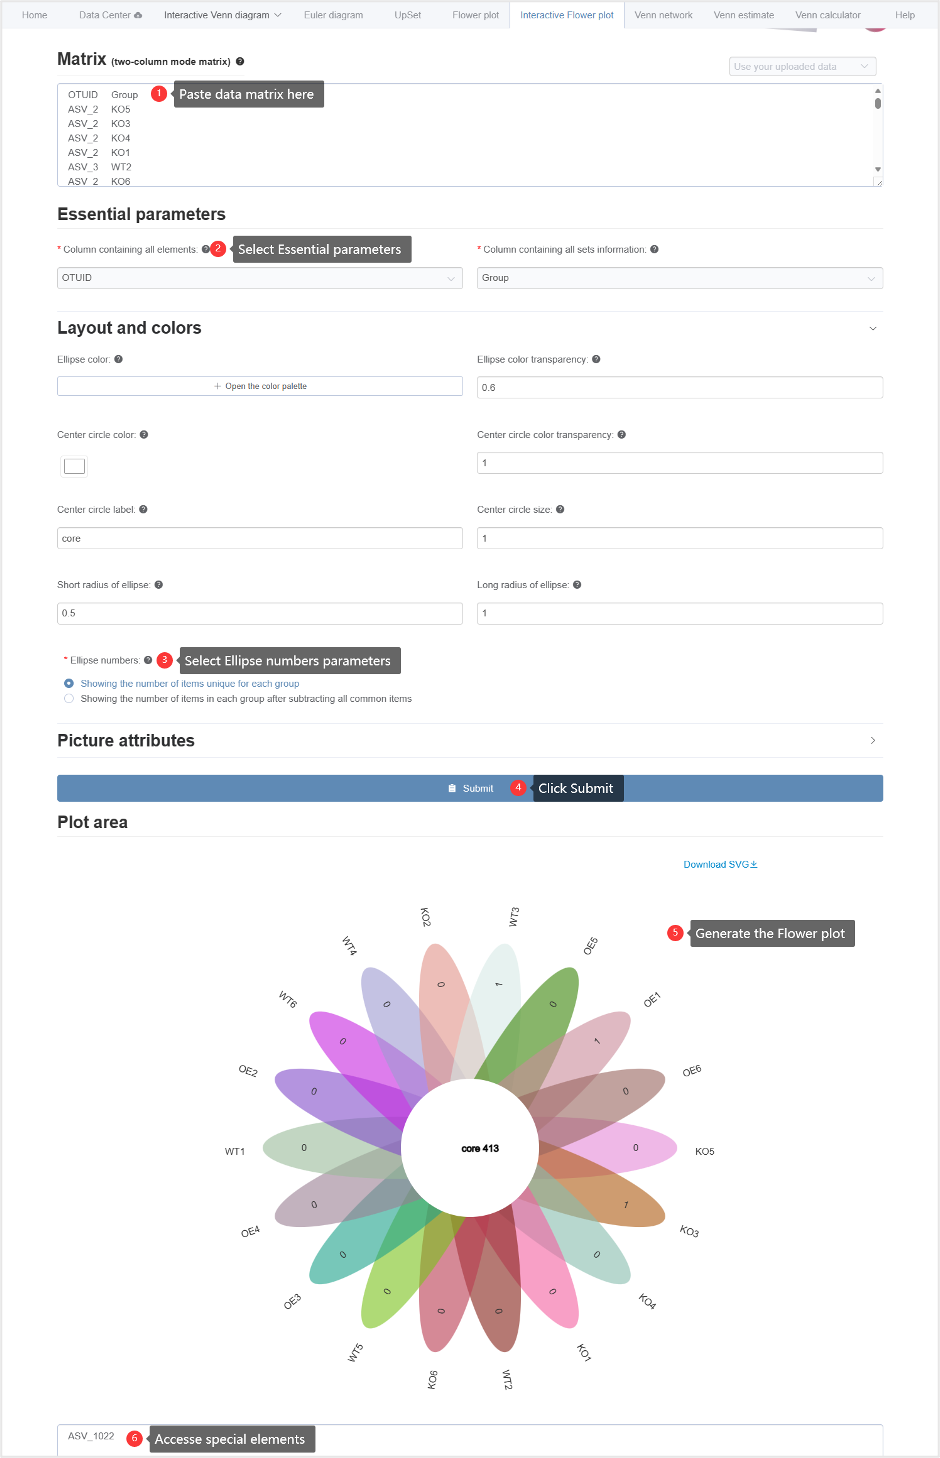 Home Data Center Interactive Venn diagram Euler diagram UpSet Flower plot Interactive Flower plot Venn network Venn estimate Venn calculator Help
Matrix (two-column mode matrix)
Use your uploaded data
OTUID Group
1 Paste data matrix here
ASV_2 KO5
ASV_2 KO3
ASV_2 KO4
ASV_2 KO1
ASV_3 WT2
ASV_2 KO6
Essential parameters
* Column containing all elements:
2 Select Essential parameters
* Column containing all sets information:
OTUID
Group
Layout and colors
Ellipse color:
Ellipse color transparency:
+ Open the color palette
0.6
Center circle color:
Center circle color transparency:
1
Center circle label:
Center circle size:
core
1
Short radius of ellipse:
Long radius of ellipse:
0.5
1
* Ellipse numbers:
3 Select Ellipse numbers parameters
Showing the number of items unique for each group
Showing the number of items in each group after subtracting all common items
Picture attributes
Submit
4 Click Submit
Plot area
Download SVG
5 Generate the Flower plot
KO2
WT3
WT4
OE5
0
1
0
0
WT6
OE1
0
1
OE2
OE6
0
0
WT1
0
core 413
0
KO5
0
1
OE4
KO3
0
0
OE3
KO4
0
0
0
0
WT5
KO1
KO6
WT2
ASV_1022
6 Accesse special elements